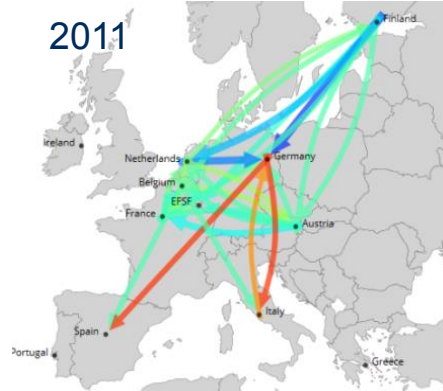 2011
Finland
Ireland
Netherlands
Germany
Belgium
EFSF
France
Austria
Italy
Spain
Portugal
Greece